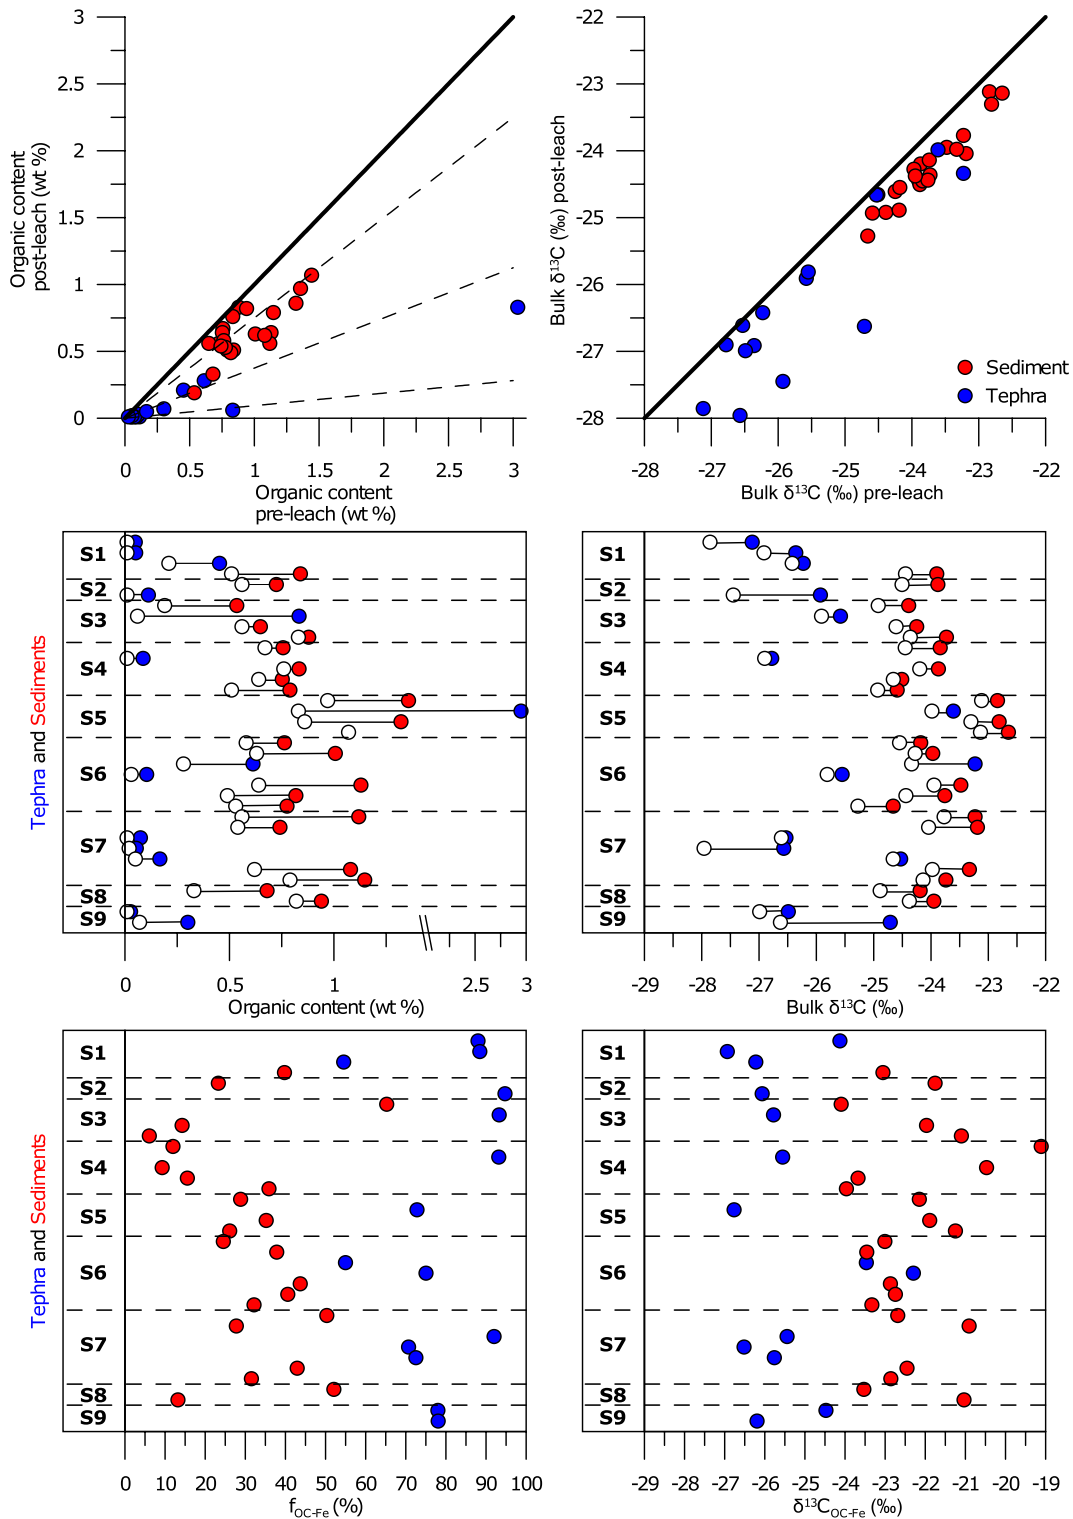 3
2.5
2
1.5
1
0.5
0
Organic content
post-leach (wt %)
0 0.5 1 1.5 2 2.5 3
Organic content
pre-leach (wt %)
-22
-23
-24
-25
-26
-27
-28
Bulk δ¹³C (‰) post-leach
Sediment
Tephra
-28 -27 -26 -25 -24 -23 -22
Bulk δ¹³C (‰) pre-leach
Tephra and Sediments
S1
S2
S3
S4
S5
S6
S7
S8
S9
0 0.5 1 2.5 3
Organic content (wt %)
S1
S2
S3
S4
S5
S6
S7
S8
S9
-29 -28 -27 -26 -25 -24 -23 -22
Bulk δ¹³C (‰)
Tephra and Sediments
S1
S2
S3
S4
S5
S6
S7
S8
S9
0 10 20 30 40 50 60 70 80 90 100
fOC-Fe (%)
S1
S2
S3
S4
S5
S6
S7
S8
S9
-29 -28 -27 -26 -25 -24 -23 -22 -21 -20 -19
δ¹³COC-Fe (‰)